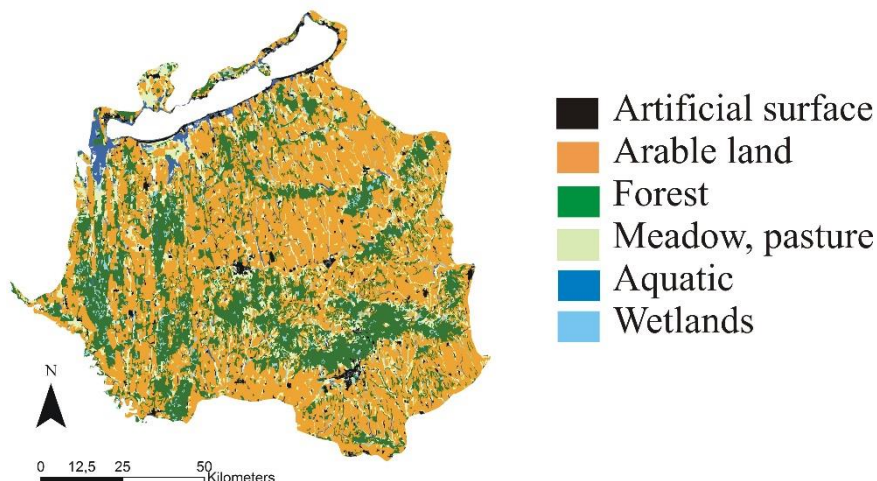 Artificial surface
Arable land
Forest
Meadow, pasture
Aquatic
Wetlands
N
0 12,5 25 50
Kilometers